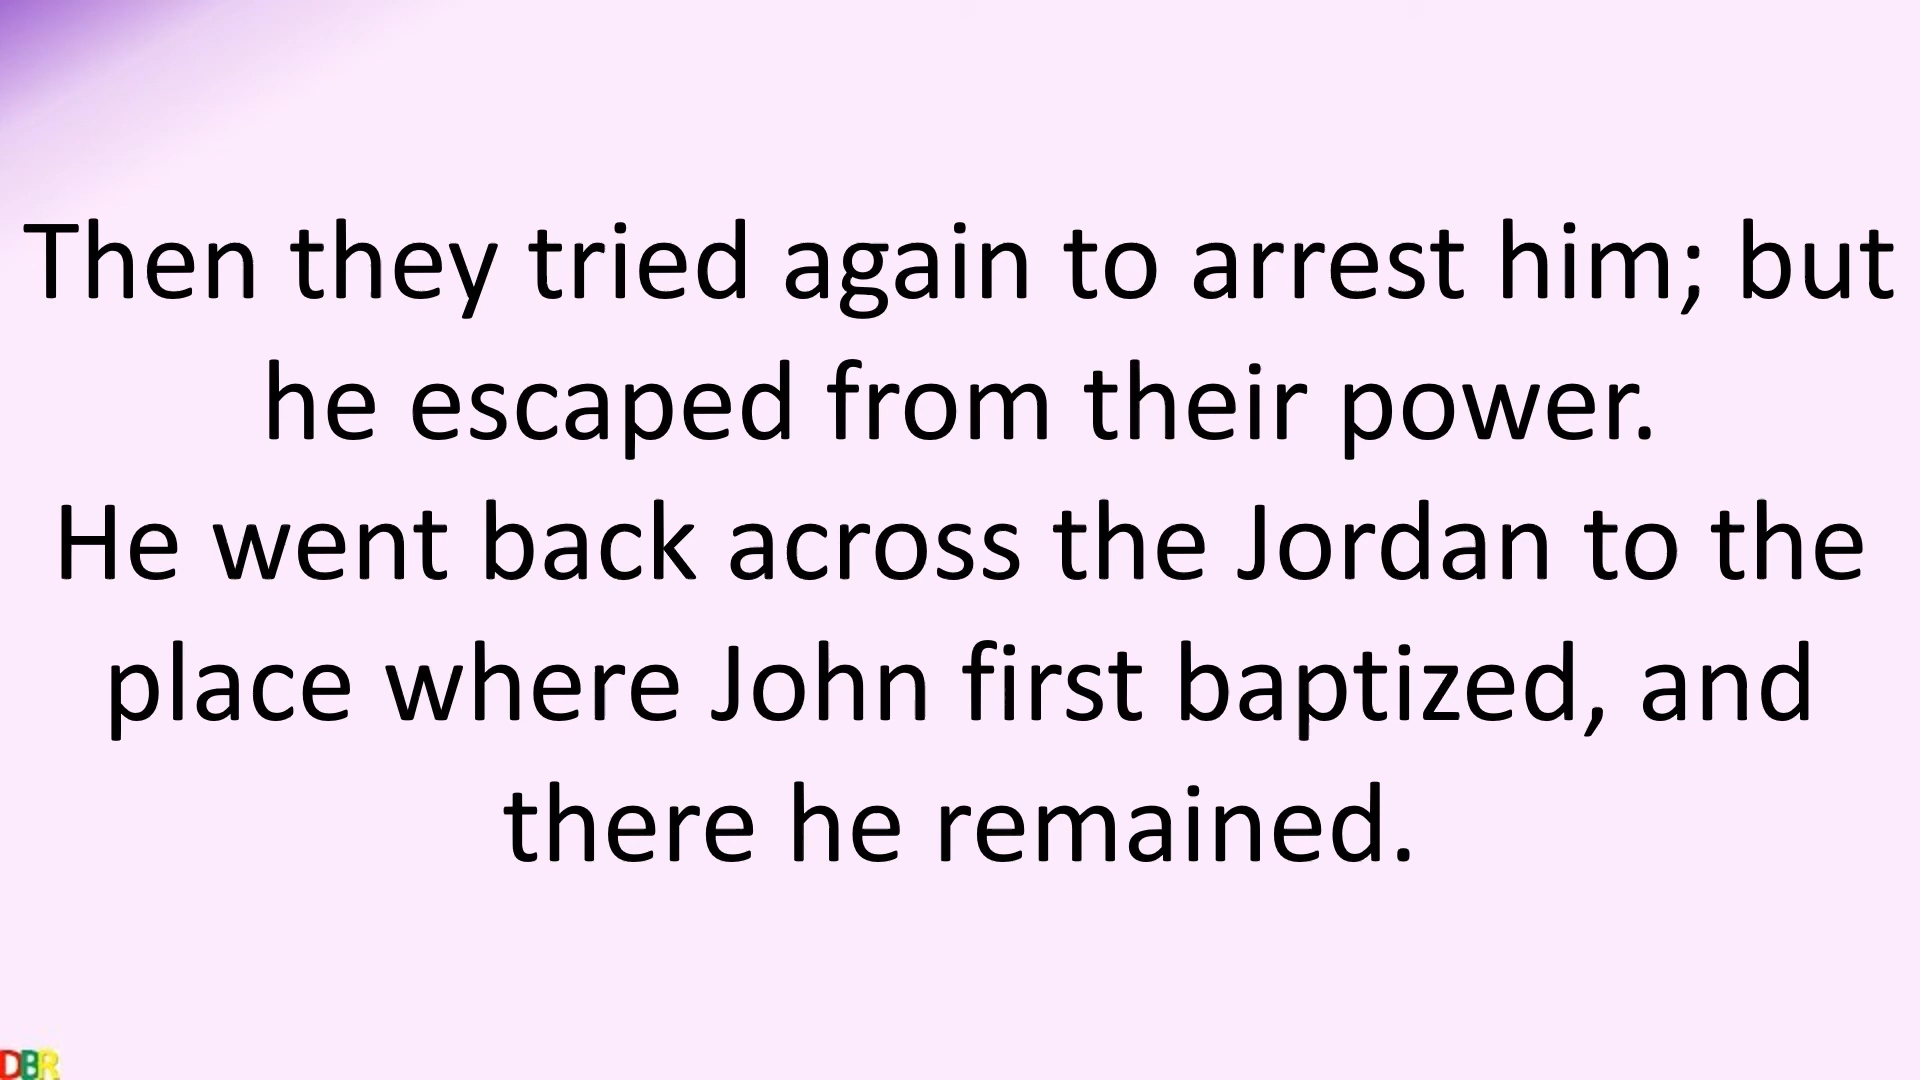 Then they tried again to arrest him; but
he escaped from their power.
He went back across the Jordan to the
place where John first baptized, and
there he remained.
DBR